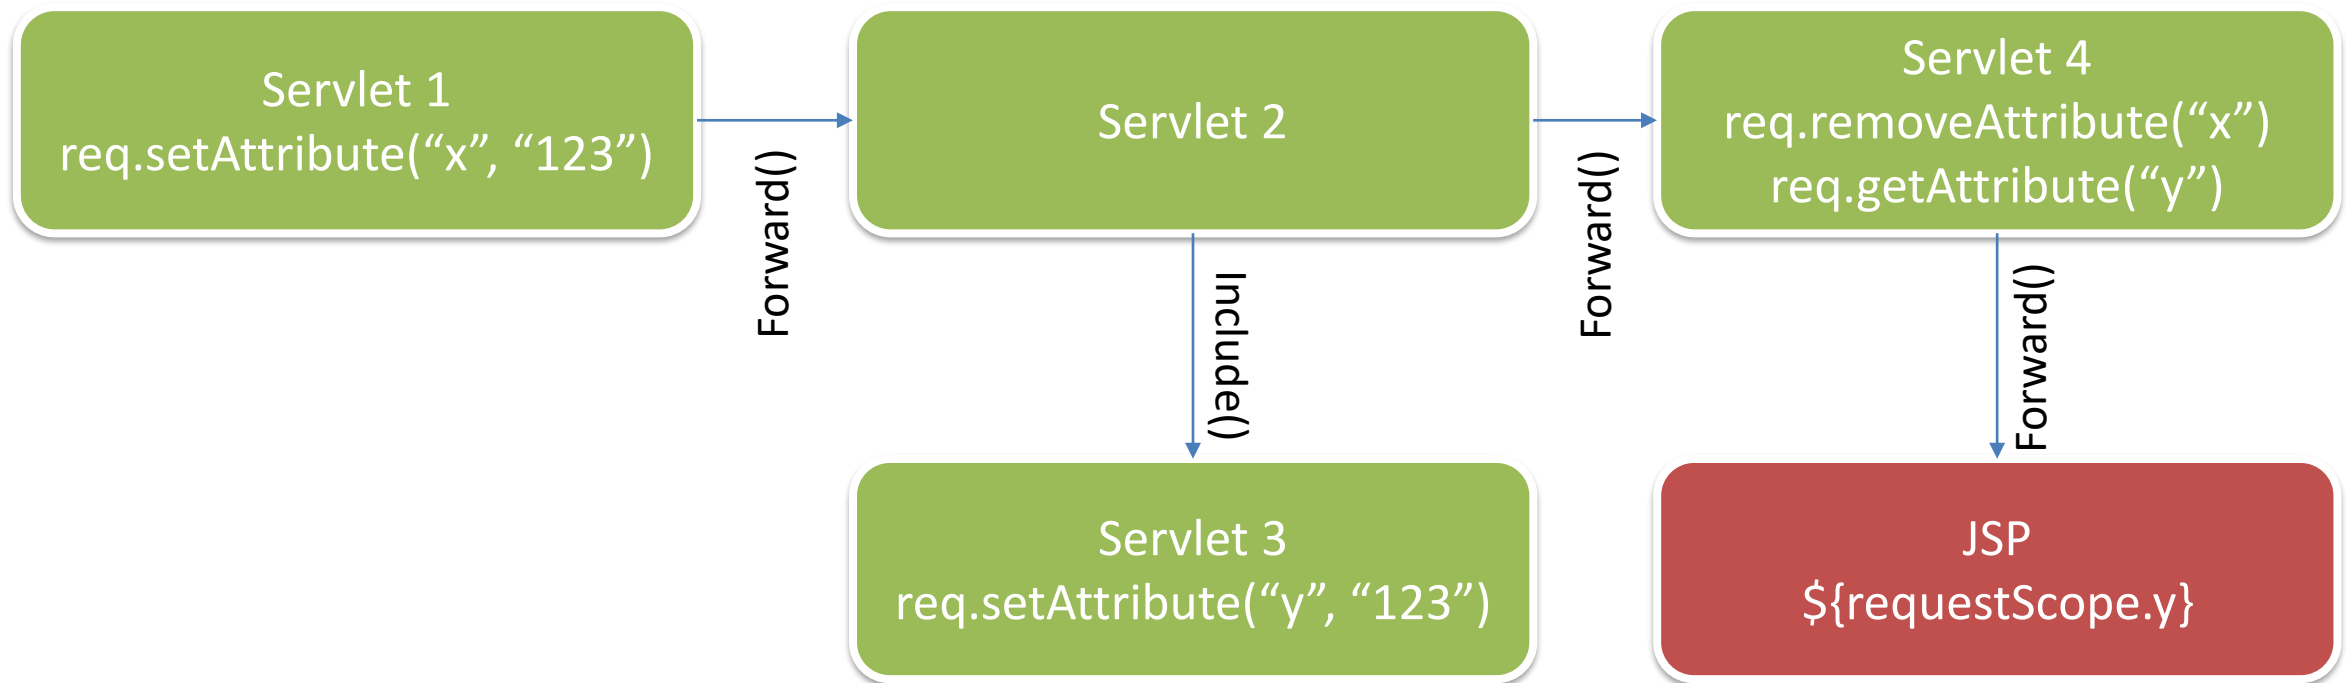 Servlet 1
req.setAttribute(“x”, “123”)
Forward()
Servlet 2
Forward()
Servlet 4
req.removeAttribute(“x”)
req.getAttribute(“y”)
Include()
Forward()
Servlet 3
req.setAttribute(“y”, “123”)
JSP
${requestScope.y}